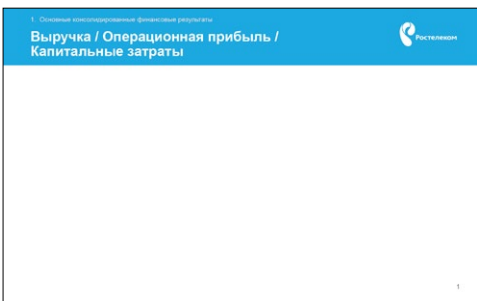 1. Основные консолидированные финансовые результаты
Выручка / Операционная прибыль /
Капитальные затраты
Ростелеком
1